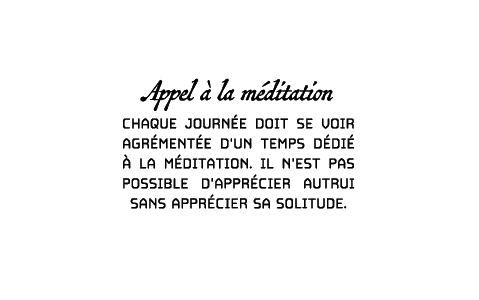 Appel à la méditation
CHAQUE JOURNÉE DOIT SE VOIR
AGRÉMENTÉE D'UN TEMPS DÉDIÉ
À LA MÉDITATION. IL N'EST PAS
POSSIBLE D'APPRÉCIER AUTRUI
SANS APPRÉCIER SA SOLITUDE.